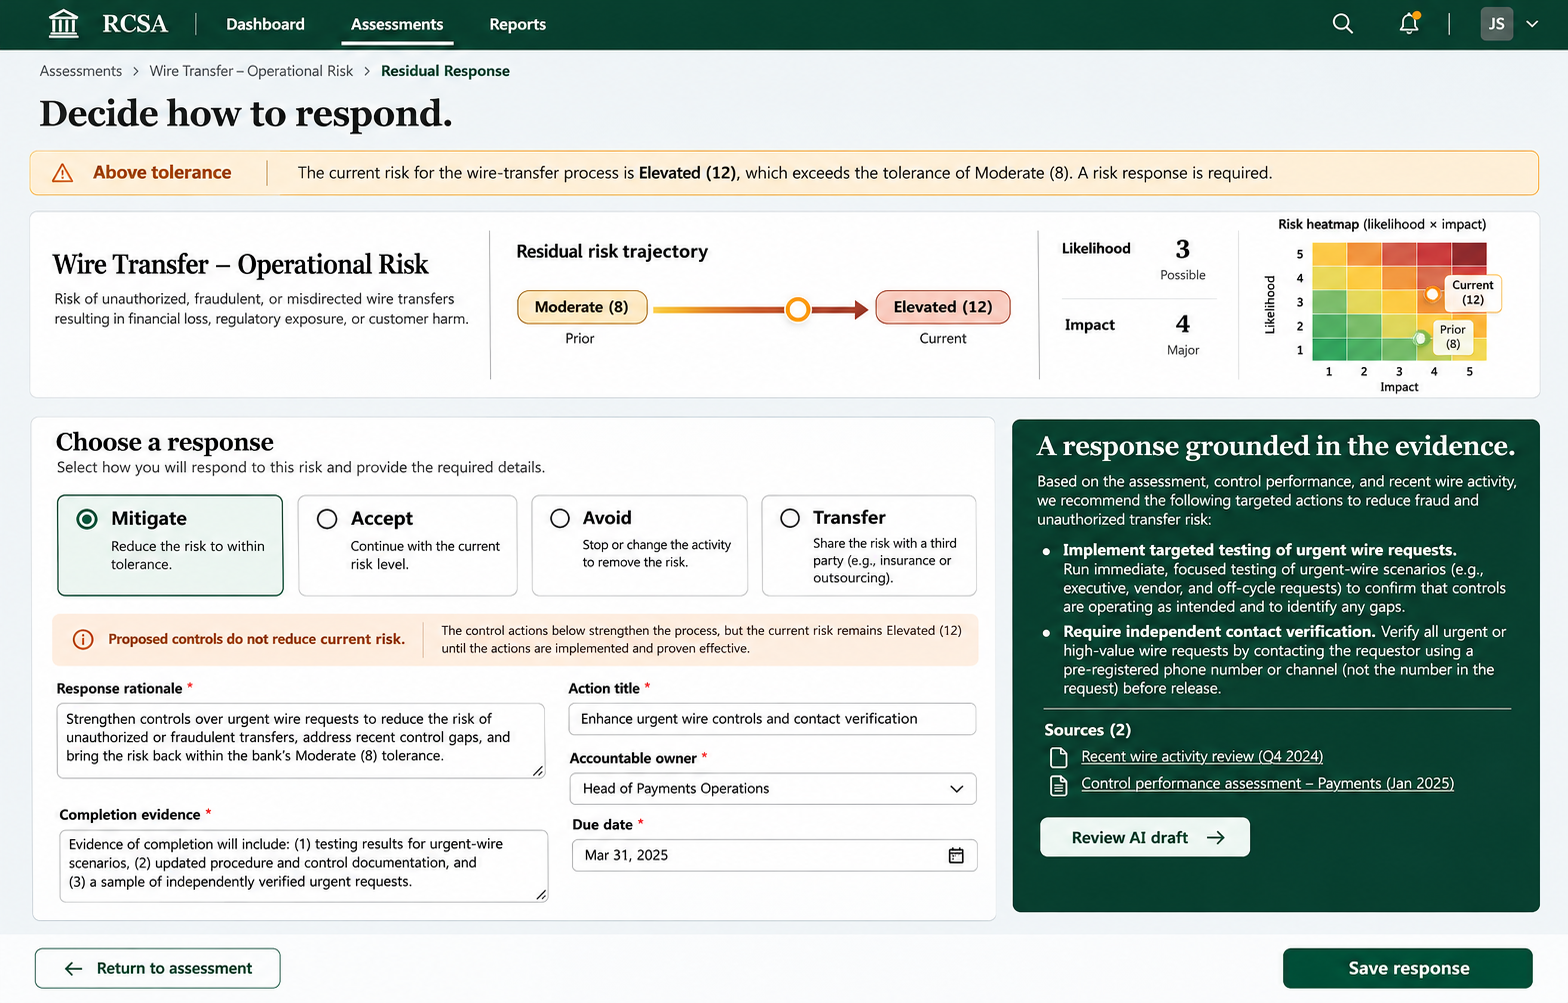 RCSA
Dashboard
Assessments
Reports
JS
Assessments > Wire Transfer – Operational Risk > Residual Response
Decide how to respond.
Above tolerance
The current risk for the wire-transfer process is Elevated (12), which exceeds the tolerance of Moderate (8). A risk response is required.
Wire Transfer – Operational Risk
Risk of unauthorized, fraudulent, or misdirected wire transfers
resulting in financial loss, regulatory exposure, or customer harm.
Residual risk trajectory
Moderate (8)
Prior
Elevated (12)
Current
Likelihood
3
Possible
Impact
4
Major
Risk heatmap (likelihood × impact)
Likelihood
5
4
3
2
1
Current
(12)
Prior
(8)
1 2 3 4 5
Impact
Choose a response
Select how you will respond to this risk and provide the required details.
Mitigate
Reduce the risk to within
tolerance.
Accept
Continue with the current
risk level.
Avoid
Stop or change the activity
to remove the risk.
Transfer
Share the risk with a third
party (e.g., insurance or
outsourcing).
Proposed controls do not reduce current risk.
The control actions below strengthen the process, but the current risk remains Elevated (12)
until the actions are implemented and proven effective.
Response rationale *
Strengthen controls over urgent wire requests to reduce the risk of
unauthorized or fraudulent transfers, address recent control gaps, and
bring the risk back within the bank’s Moderate (8) tolerance.
Completion evidence *
Evidence of completion will include: (1) testing results for urgent-wire
scenarios, (2) updated procedure and control documentation, and
(3) a sample of independently verified urgent requests.
Action title *
Enhance urgent wire controls and contact verification
Accountable owner *
Head of Payments Operations
Due date *
Mar 31, 2025
A response grounded in the evidence.
Based on the assessment, control performance, and recent wire activity,
we recommend the following targeted actions to reduce fraud and
unauthorized transfer risk:
• Implement targeted testing of urgent wire requests.
Run immediate, focused testing of urgent-wire scenarios (e.g.,
executive, vendor, and off-cycle requests) to confirm that controls
are operating as intended and to identify any gaps.
• Require independent contact verification. Verify all urgent or
high-value wire requests by contacting the requestor using a
pre-registered phone number or channel (not the number in the
request) before release.
Sources (2)
Recent wire activity review (Q4 2024)
Control performance assessment – Payments (Jan 2025)
Review AI draft →
← Return to assessment
Save response